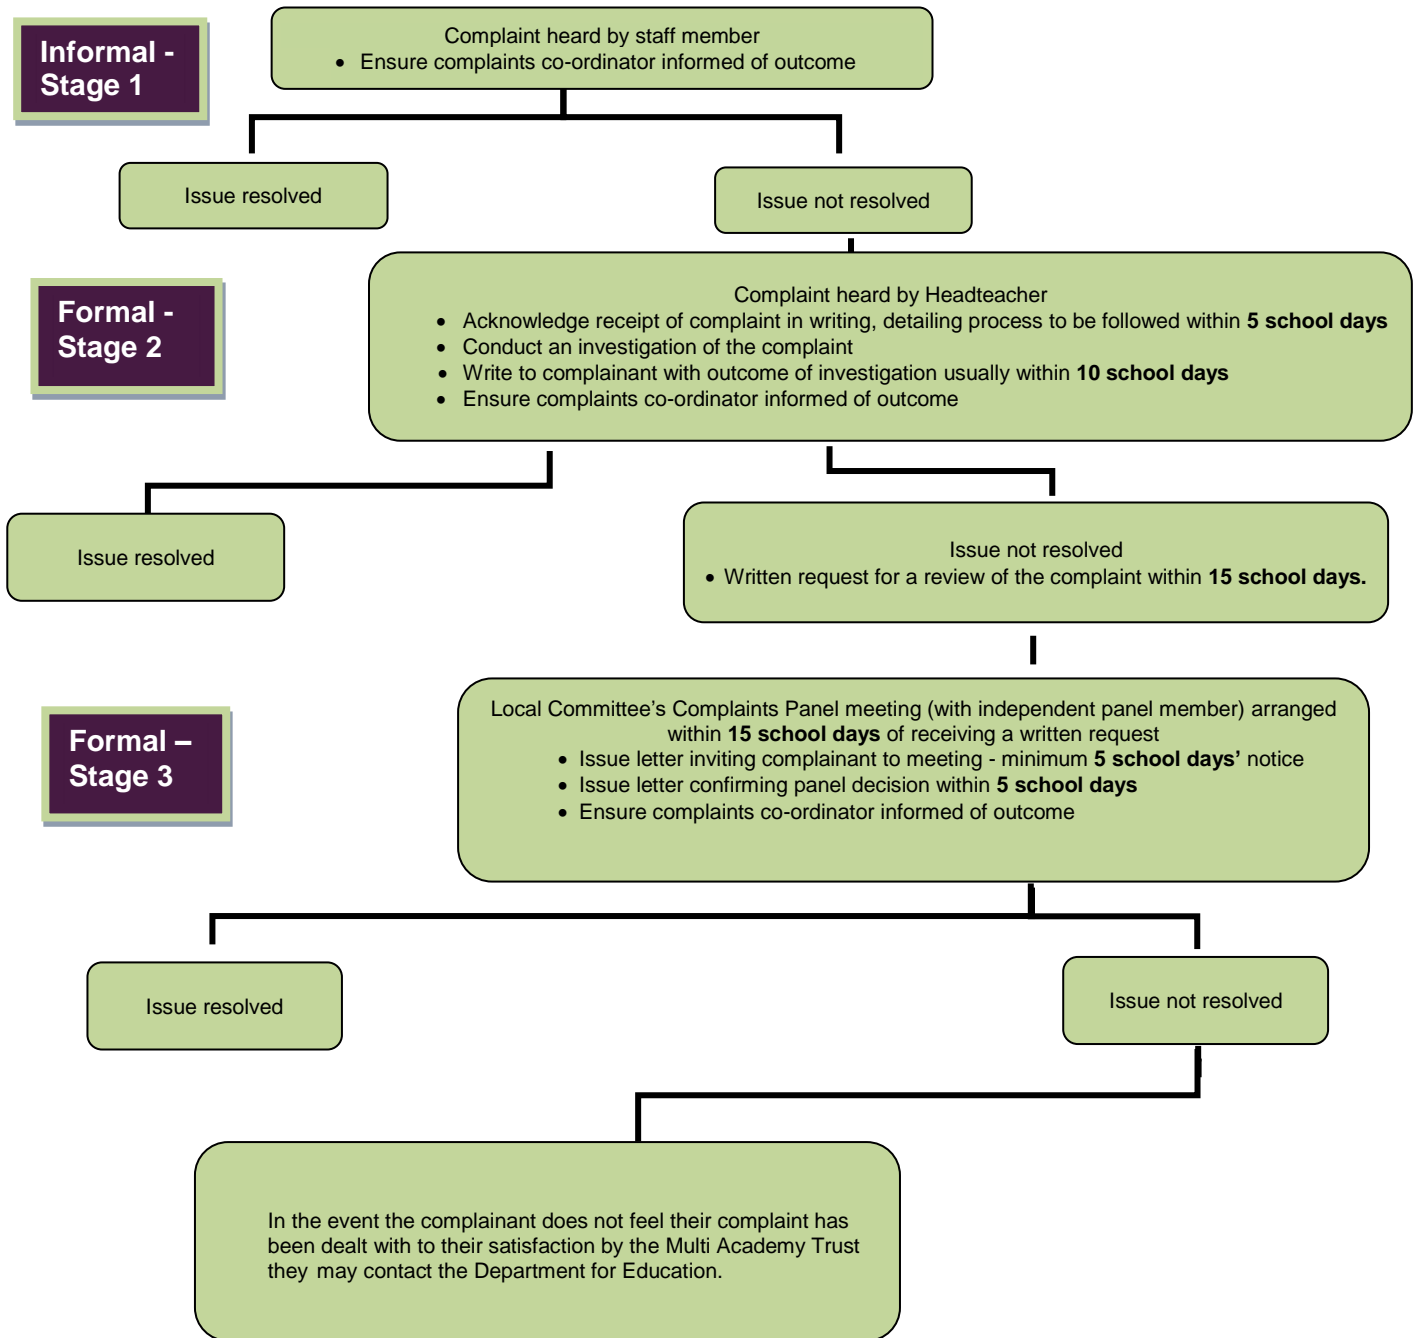 Informal -
Stage 1
Complaint heard by staff member
• Ensure complaints co-ordinator informed of outcome
Issue resolved
Issue not resolved
Formal -
Stage 2
Complaint heard by Headteacher
• Acknowledge receipt of complaint in writing, detailing process to be followed within 5 school days
• Conduct an investigation of the complaint
• Write to complainant with outcome of investigation usually within 10 school days
• Ensure complaints co-ordinator informed of outcome
Issue resolved
Issue not resolved
• Written request for a review of the complaint within 15 school days.
Formal –
Stage 3
Local Committee's Complaints Panel meeting (with independent panel member) arranged
within 15 school days of receiving a written request
• Issue letter inviting complainant to meeting - minimum 5 school days' notice
• Issue letter confirming panel decision within 5 school days
• Ensure complaints co-ordinator informed of outcome
Issue resolved
Issue not resolved
In the event the complainant does not feel their complaint has
been dealt with to their satisfaction by the Multi Academy Trust
they may contact the Department for Education.